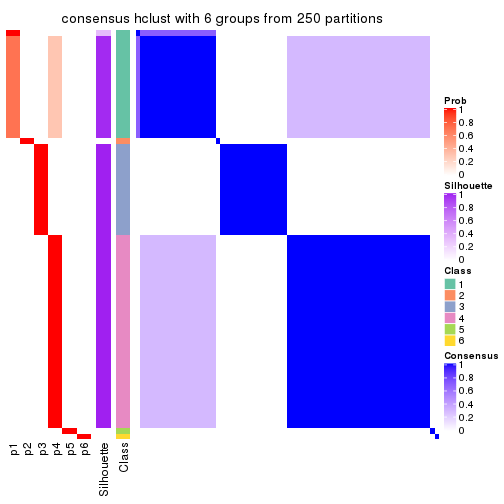 consensus hclust with 6 groups from 250 partitions
Prob
1
0.8
0.6
0.4
0.2
0
Silhouette
1
0.8
0.6
0.4
0.2
0
Class
1
2
3
4
5
6
Consensus
1
0.8
0.6
0.4
0.2
0
p1
p2
p3
p4
p5
p6
Silhouette
Class